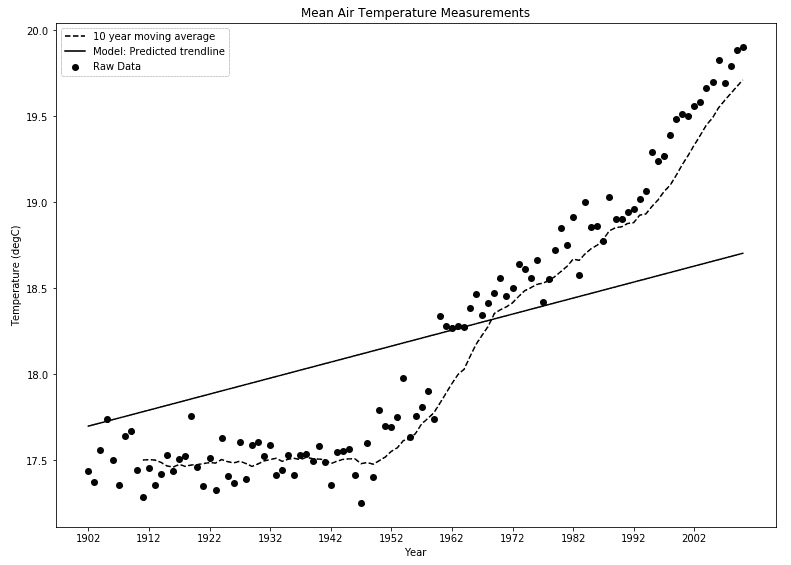 Mean Air Temperature Measurements
10 year moving average
Model: Predicted trendline
Raw Data
20.0
19.5
19.0
18.5
18.0
17.5
Temperature (degC)
1902 1912 1922 1932 1942 1952 1962 1972 1982 1992 2002
Year